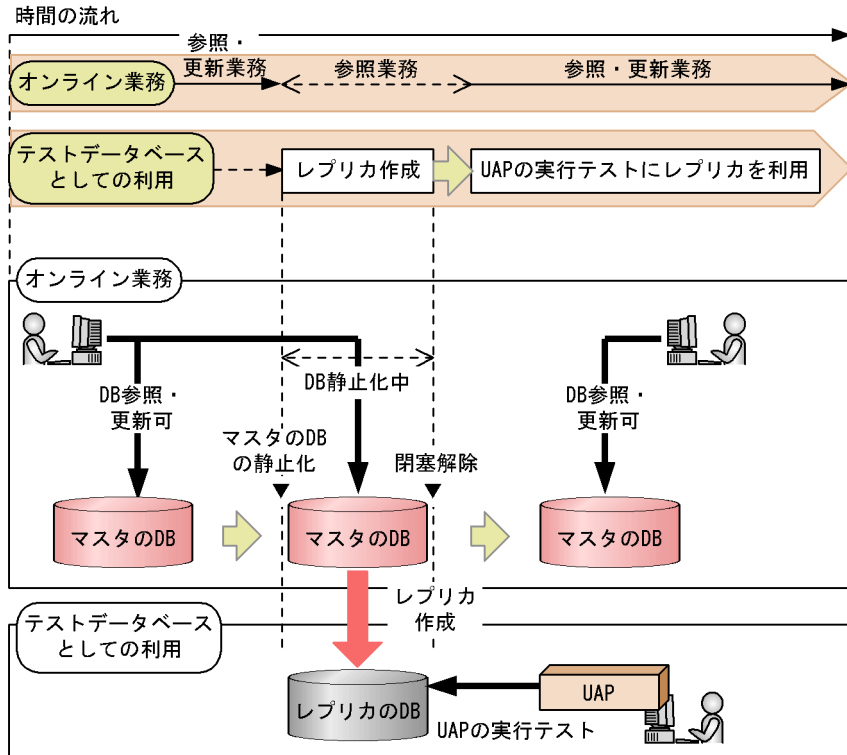 時間の流れ
参照・
更新業務
参照業務
参照・更新業務
オンライン業務
テストデータベース
としての利用
レプリカ作成
UAPの実行テストにレプリカを利用
オンライン業務
DB参照・
更新可
DB静止化中
DB参照・
更新可
マスタのDB
の静止化
閉塞解除
マスタのDB
マスタのDB
マスタのDB
レプリカ
作成
テストデータベース
としての利用
レプリカのDB
UAP
UAPの実行テスト